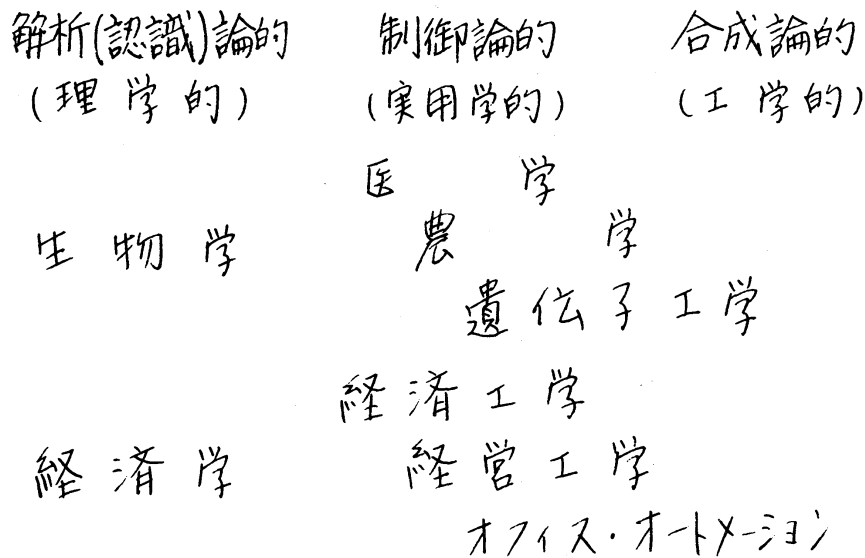 解析(認識)論的 制御論的 合成論的
(理学的) (実用学的) (工学的)
医学
生物学 農学
遺伝子工学
経済工学
経済学 経営工学
オフィス・オートメーション